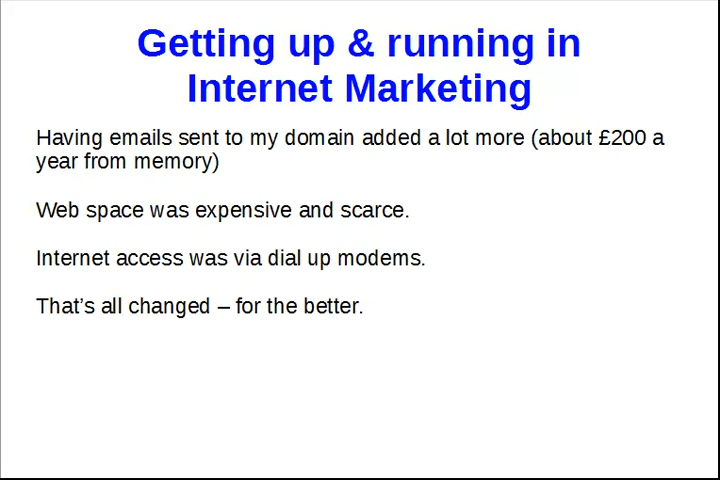 Getting up & running in
Internet Marketing
Having emails sent to my domain added a lot more (about £200 a
year from memory)
Web space was expensive and scarce.
Internet access was via dial up modems.
That’s all changed – for the better.